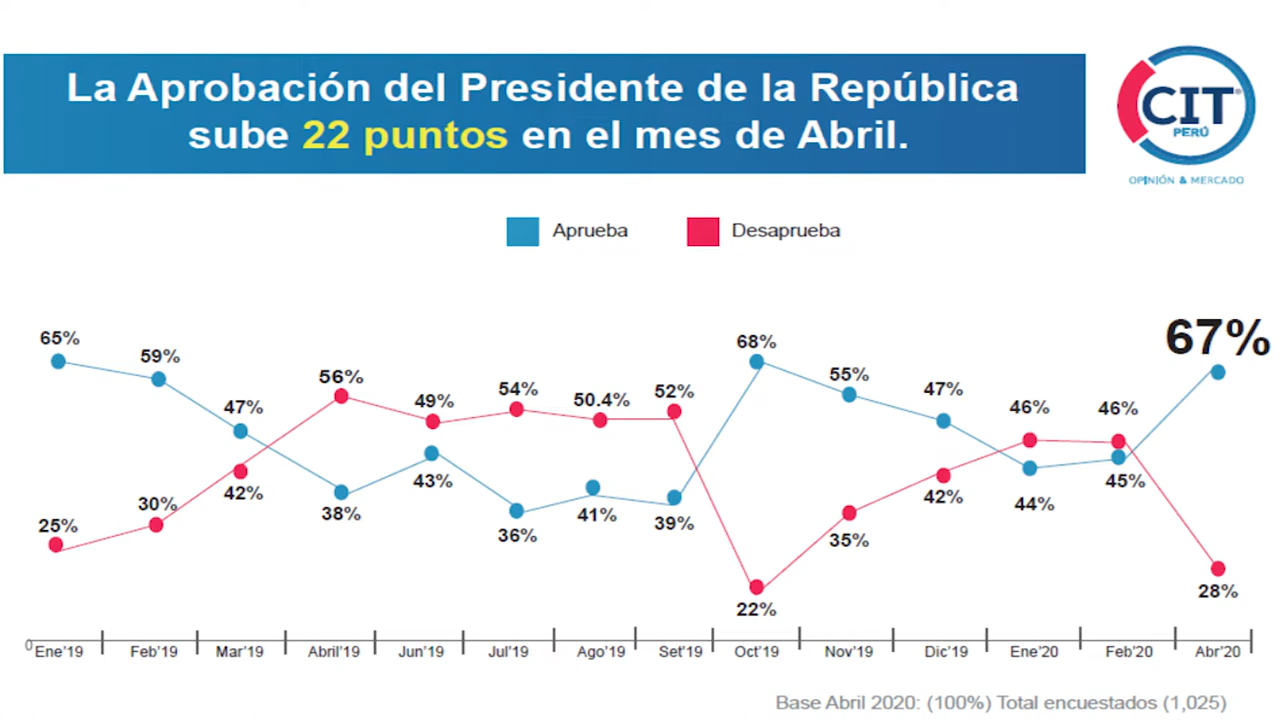 La Aprobación del Presidente de la República
sube 22 puntos en el mes de Abril.
CIT®
PERÚ
OPINIÓN & MERCADO
Aprueba Desaprueba
65% 59% 47% 56% 49% 54% 50.4% 52% 68% 55% 47% 46% 46% 67%
25% 30% 42% 38% 43% 36% 41% 39% 22% 35% 42% 44% 45% 28%
0
Ene'19 Feb'19 Mar'19 Abril'19 Jun'19 Jul'19 Ago'19 Set'19 Oct'19 Nov'19 Dic'19 Ene'20 Feb'20 Abr'20
Base Abril 2020: (100%) Total encuestados (1,025)